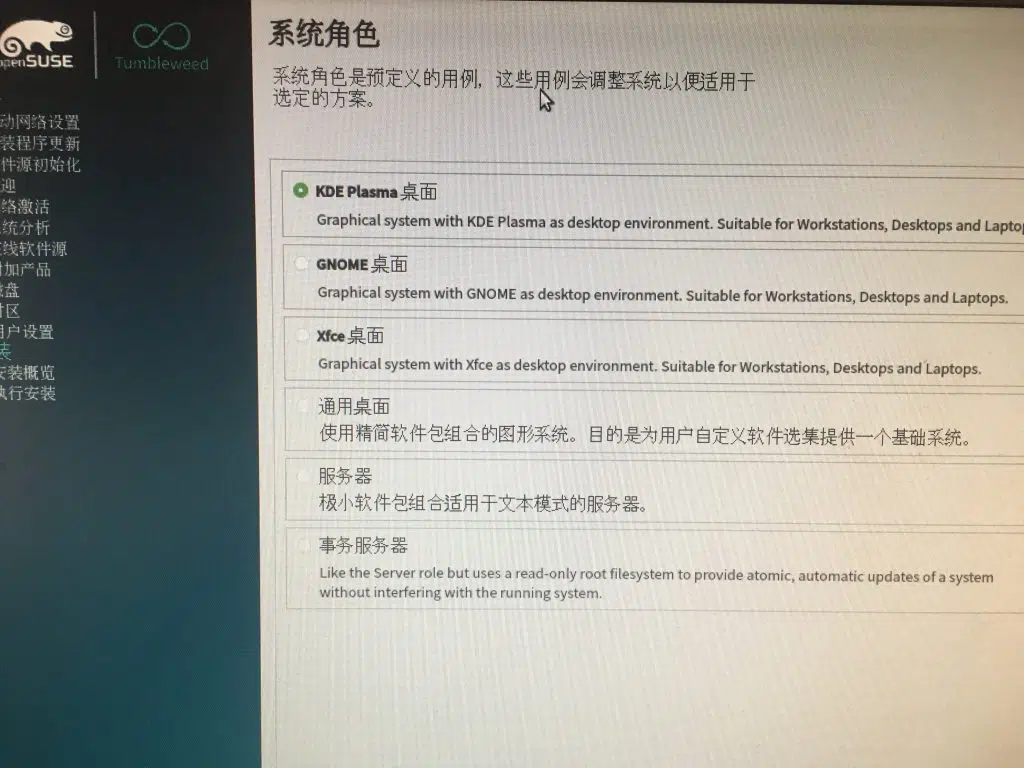 openSUSE
Tumbleweed
动网络设置
装程序更新
件源初始化
迎
络激活
统分析
线软件源
加产品
盘
区
用户设置
装
安装概览
执行安装
系统角色
系统角色是预定义的用例，这些用例会调整系统以便适用于
选定的方案。
KDE Plasma 桌面
Graphical system with KDE Plasma as desktop environment. Suitable for Workstations, Desktops and Laptop
GNOME 桌面
Graphical system with GNOME as desktop environment. Suitable for Workstations, Desktops and Laptops.
Xfce 桌面
Graphical system with Xfce as desktop environment. Suitable for Workstations, Desktops and Laptops.
通用桌面
使用精简软件包组合的图形系统。目的是为用户自定义软件选集提供一个基础系统。
服务器
极小软件包组合适用于文本模式的服务器。
事务服务器
Like the Server role but uses a read-only root filesystem to provide atomic, automatic updates of a system
without interfering with the running system.